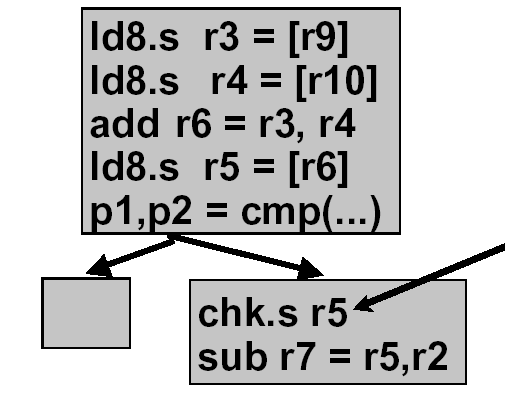 ld8.s r3 = [r9]
ld8.s r4 = [r10]
add r6 = r3, r4
ld8.s r5 = [r6]
p1,p2 = cmp(...)
chk.s r5
sub r7 = r5,r2